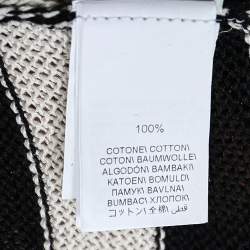 100%
COTONE\ COTTON\
COTON\ BAUMWOLLE\
ALGODÓN\ BAMBAKI\
KATOEN\ BOMULD\
ПАМУК\ BAVLNA\
BUMBAC\ ХЛОПОК\
コットン\ 全棉\ قطن\